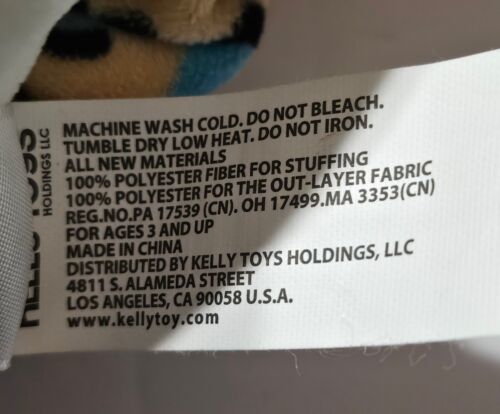 HOLDINGS LLC
MACHINE WASH COLD. DO NOT BLEACH.
TUMBLE DRY LOW HEAT. DO NOT IRON.
ALL NEW MATERIALS
100% POLYESTER FIBER FOR STUFFING
100% POLYESTER FOR THE OUT-LAYER FABRIC
REG.NO.PA 17539 (CN). OH 17499.MA 3353(CN)
FOR AGES 3 AND UP
MADE IN CHINA
DISTRIBUTED BY KELLY TOYS HOLDINGS, LLC
4811 S. ALAMEDA STREET
LOS ANGELES, CA 90058 U.S.A.
www.kellytoy.com